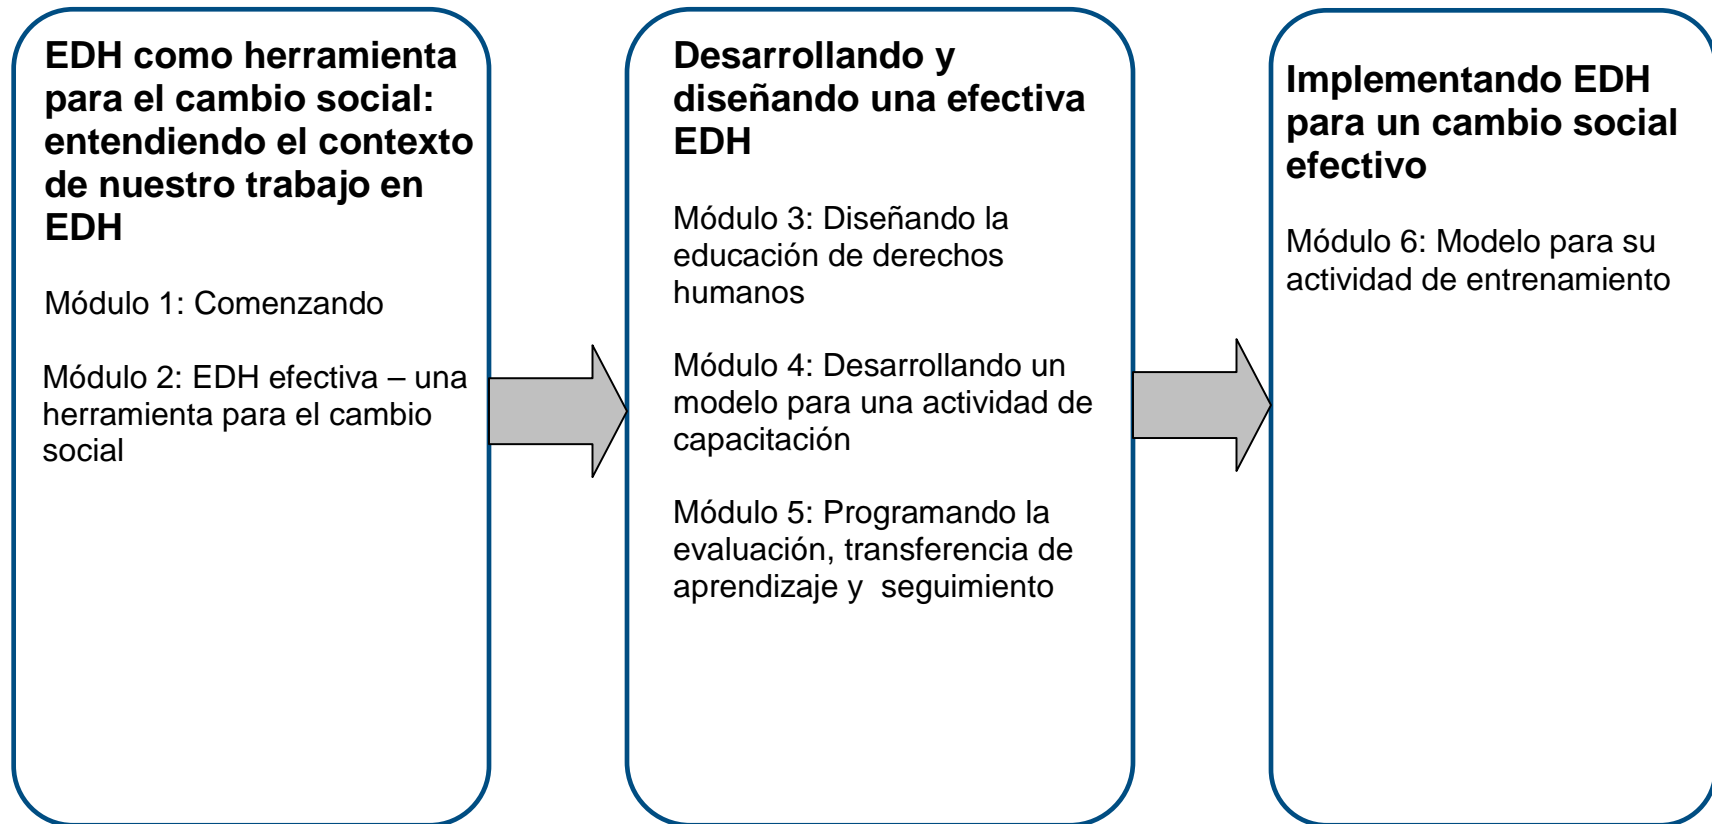 EDH como herramienta
para el cambio social:
entendiendo el contexto
de nuestro trabajo en
EDH
Módulo 1: Comenzando
Módulo 2: EDH efectiva – una
herramienta para el cambio
social
Desarrollando y
diseñando una efectiva
EDH
Módulo 3: Diseñando la
educación de derechos
humanos
Módulo 4: Desarrollando un
modelo para una actividad de
capacitación
Módulo 5: Programando la
evaluación, transferencia de
aprendizaje y  seguimiento
Implementando EDH
para un cambio social
efectivo
Módulo 6: Modelo para su
actividad de entrenamiento